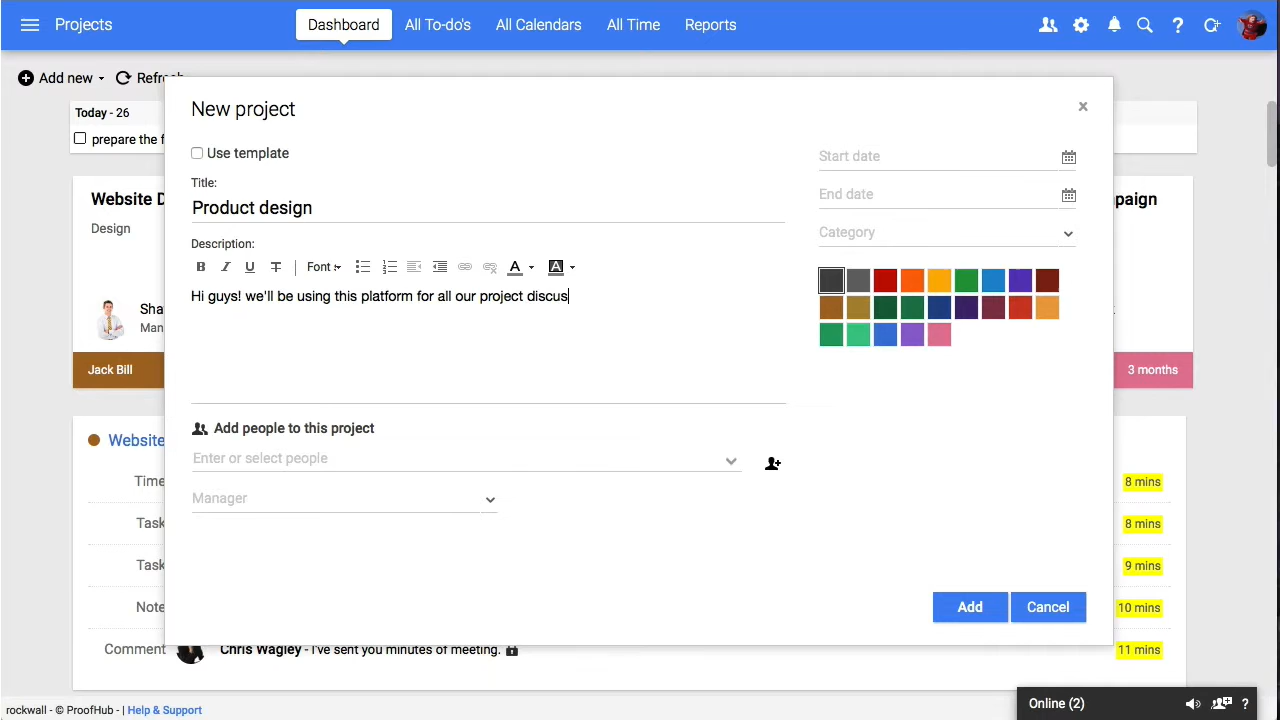 Projects
Dashboard
All To-do's
All Calendars
All Time
Reports
Add new
Refresh
Today - 26
prepare the f
Website D
Design
Sha
Man
Jack Bill
paign
3 months
New project
×
Use template
Title:
Product design
Description:
B I U T Font A A
Hi guys! we'll be using this platform for all our project discus
Start date
End date
Category
Add people to this project
Enter or select people
Manager
Add
Cancel
Website
Time
8 mins
Task
8 mins
Task
9 mins
Note
10 mins
Comment
Chris Wagley - I've sent you minutes of meeting.
11 mins
rockwall - © ProofHub - | Help & Support
Online (2)
?